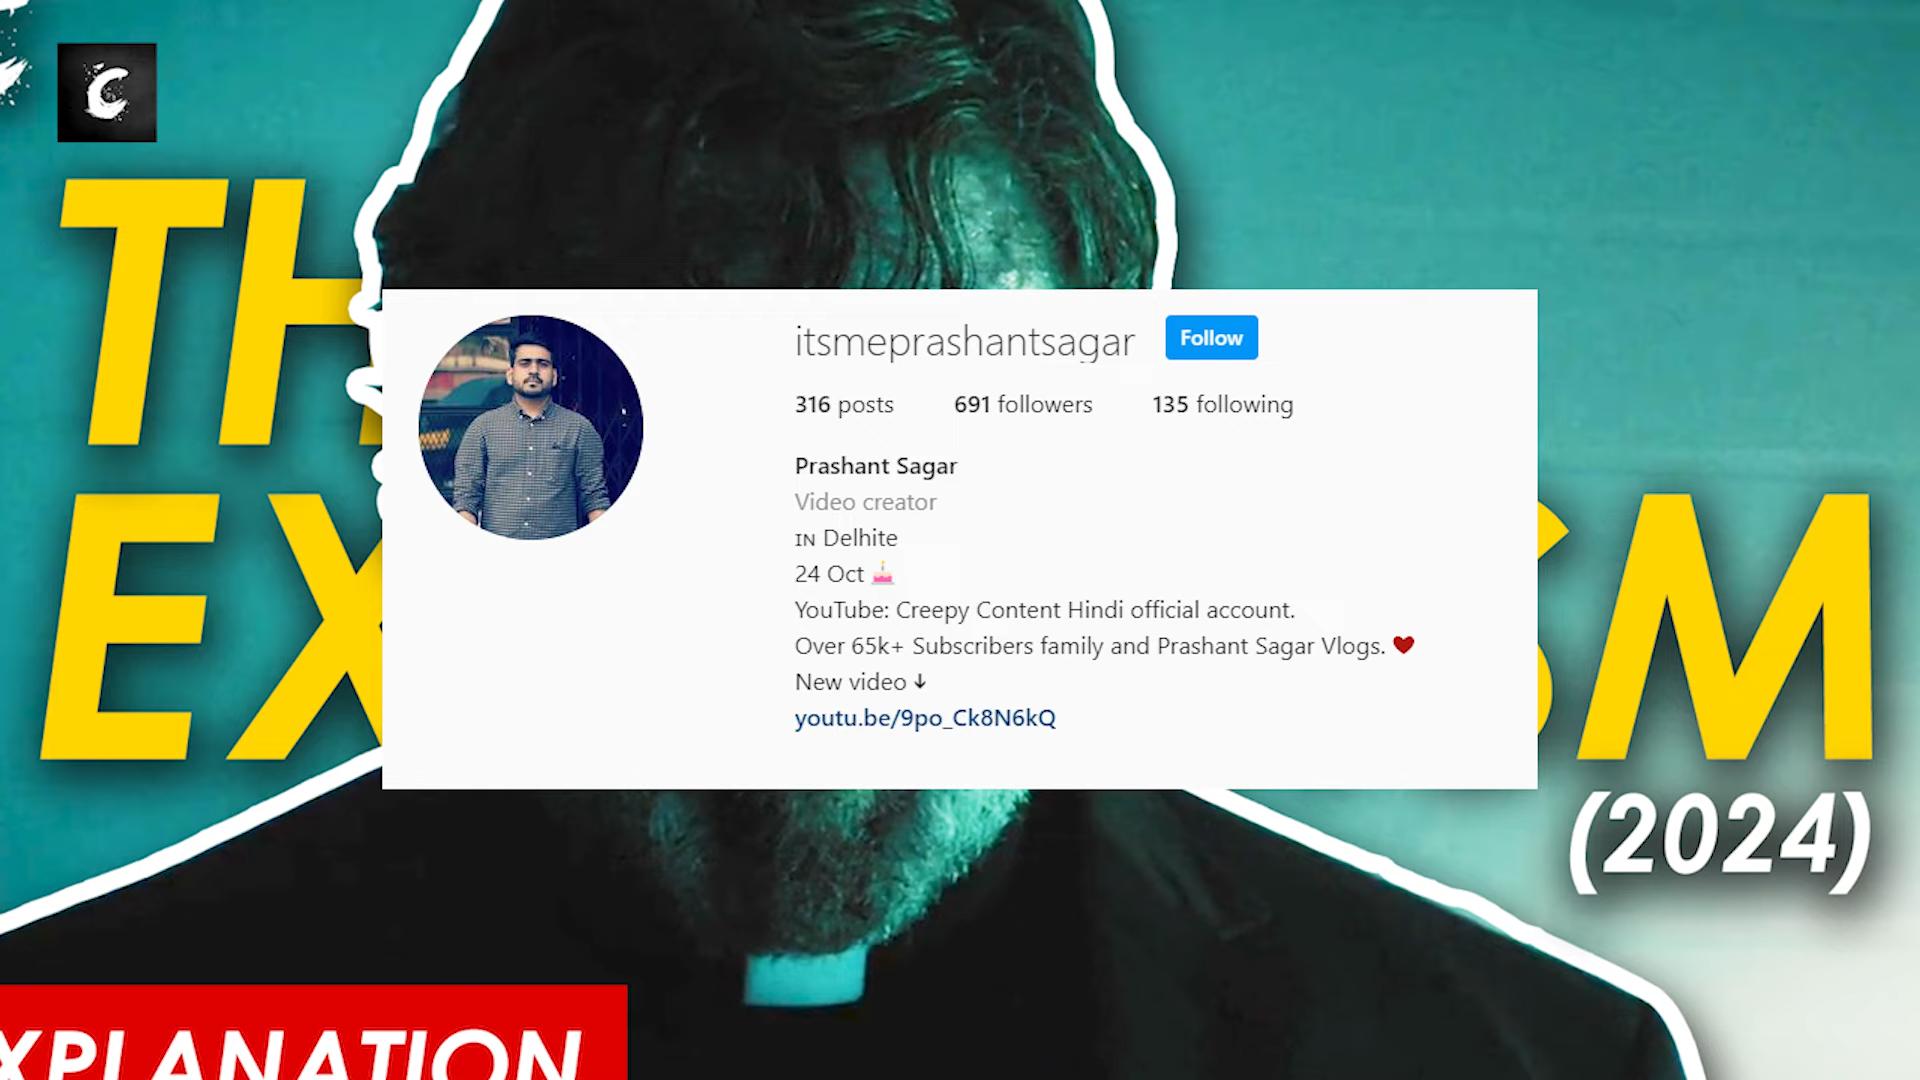 C
TH
itsmeprashantsagar Follow
316 posts 691 followers 135 following
Prashant Sagar
Video creator
IN Delhite
24 Oct 🎂
YouTube: Creepy Content Hindi official account.
Over 65k+ Subscribers family and Prashant Sagar Vlogs. ❤
New video ↓
youtu.be/9po_Ck8N6kQ
EX SM
(2024)
XPLANATION